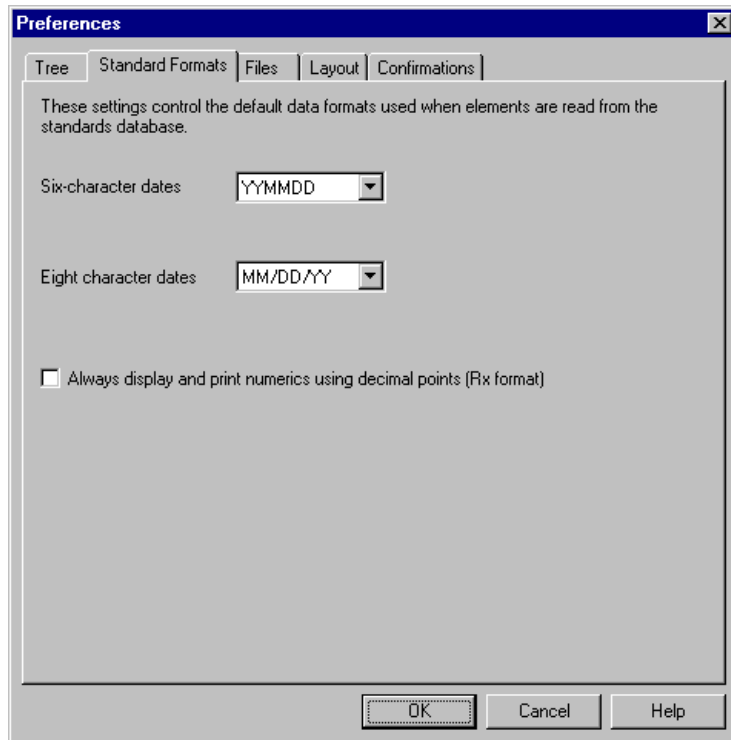 Preferences
Tree Standard Formats Files Layout Confirmations
These settings control the default data formats used when elements are read from the
standards database.
Six-character dates YYMMDD
Eight character dates MM/DD/YY
Always display and print numerics using decimal points (Rx format)
OK Cancel Help